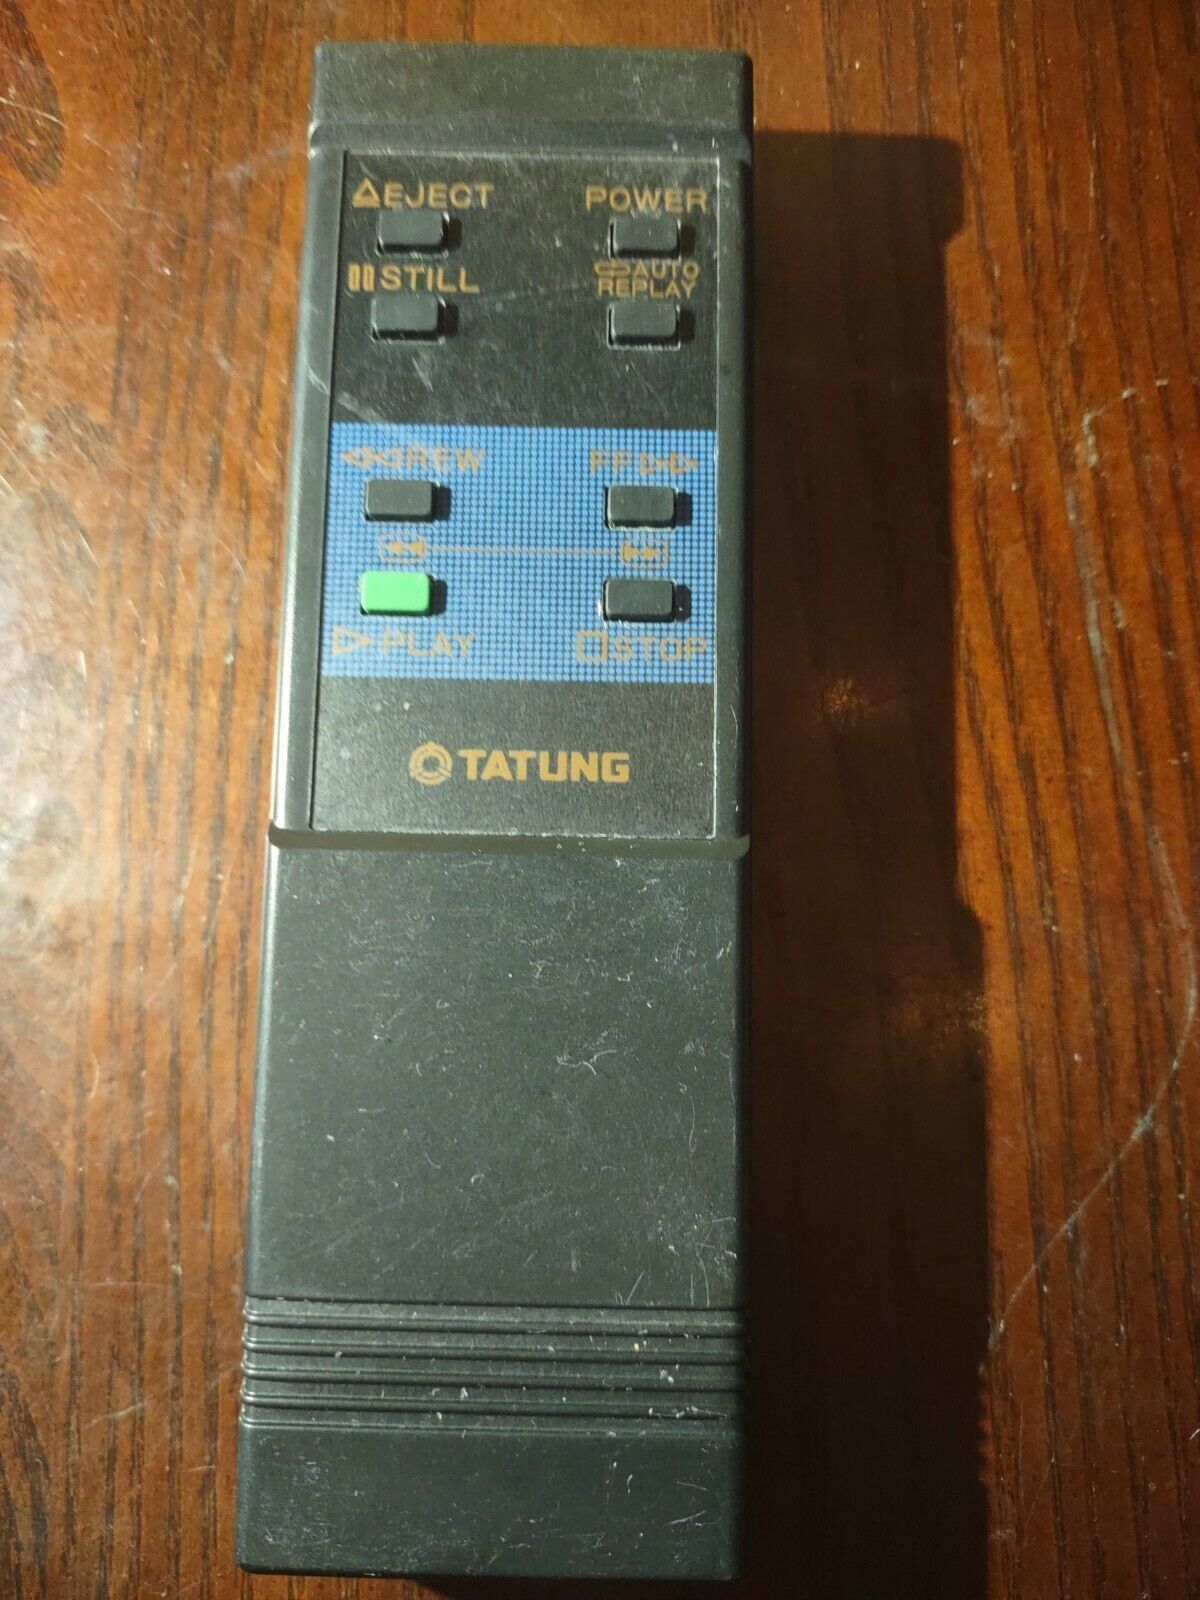 EJECT POWER
STILL AUTO
REPLAY
REW FF
PLAY STOP
TATUNG